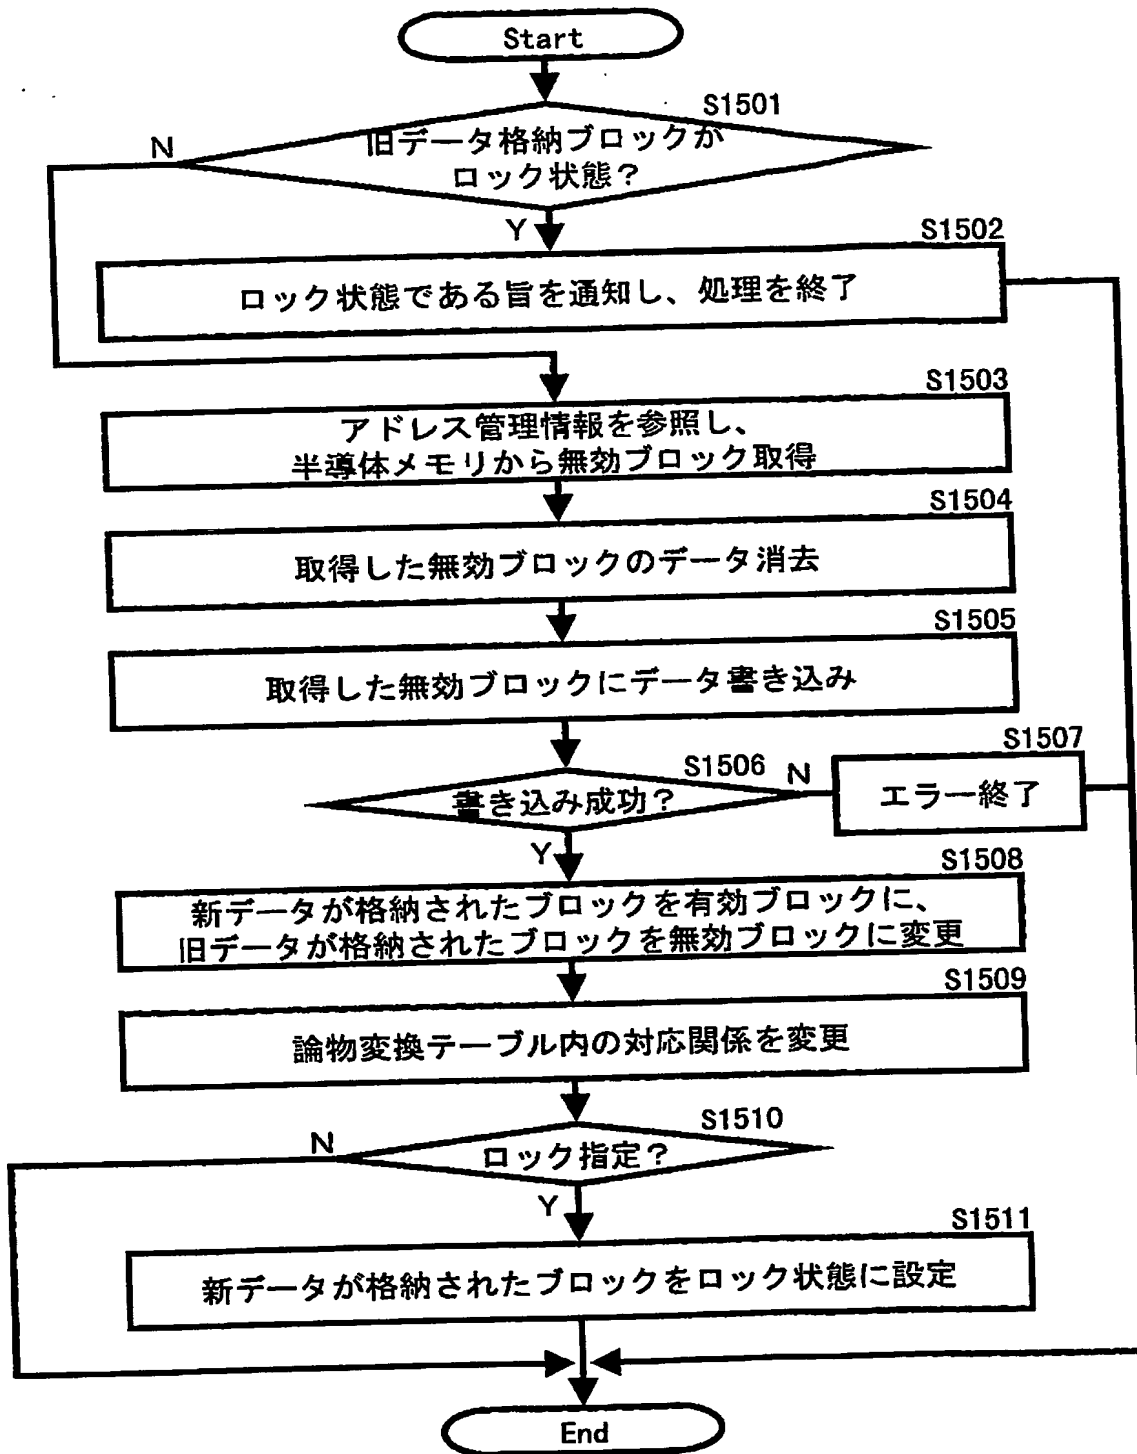 Start
S1501
N
旧データ格納ブロックが
ロック状態?
Y
S1502
ロック状態である旨を通知し、処理を終了
S1503
アドレス管理情報を参照し、
半導体メモリから無効ブロック取得
S1504
取得した無効ブロックのデータ消去
S1505
取得した無効ブロックにデータ書き込み
S1506
N
S1507
書き込み成功?
エラー終了
Y
S1508
新データが格納されたブロックを有効ブロックに、
旧データが格納されたブロックを無効ブロックに変更
S1509
論物変換テーブル内の対応関係を変更
S1510
N
ロック指定?
Y
S1511
新データが格納されたブロックをロック状態に設定
End